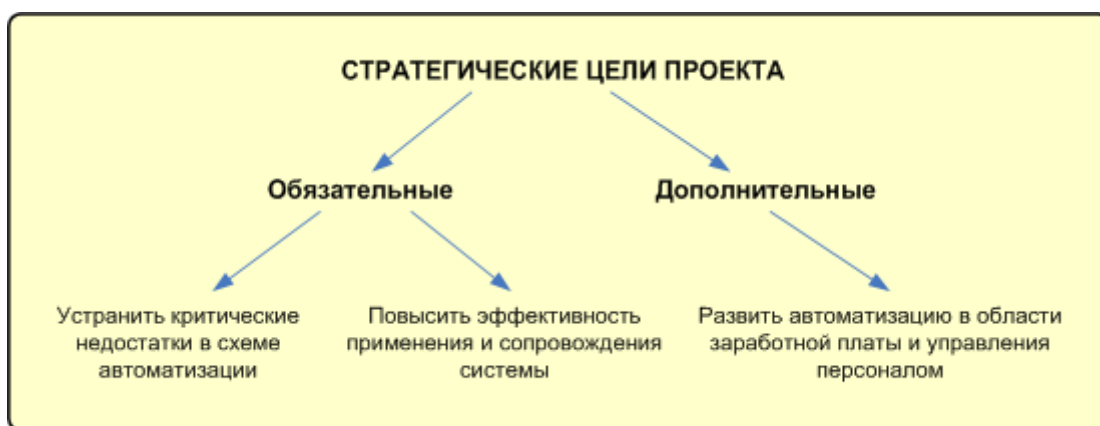 СТРАТЕГИЧЕСКИЕ ЦЕЛИ ПРОЕКТА
Обязательные
Дополнительные
Устранить критические
недостатки в схеме
автоматизации
Повысить эффективность
применения и сопровождения
системы
Развить автоматизацию в области
заработной платы и управления
персоналом